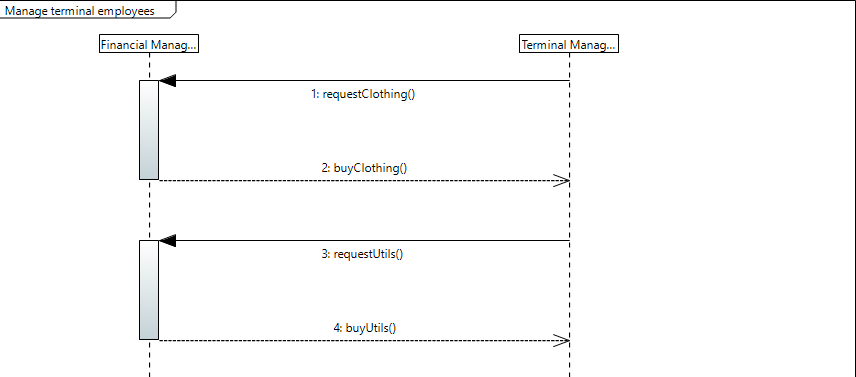 Manage terminal employees
Financial Manag...
Terminal Manag...
1: requestClothing()
2: buyClothing()
3: requestUtils()
4: buyUtils()